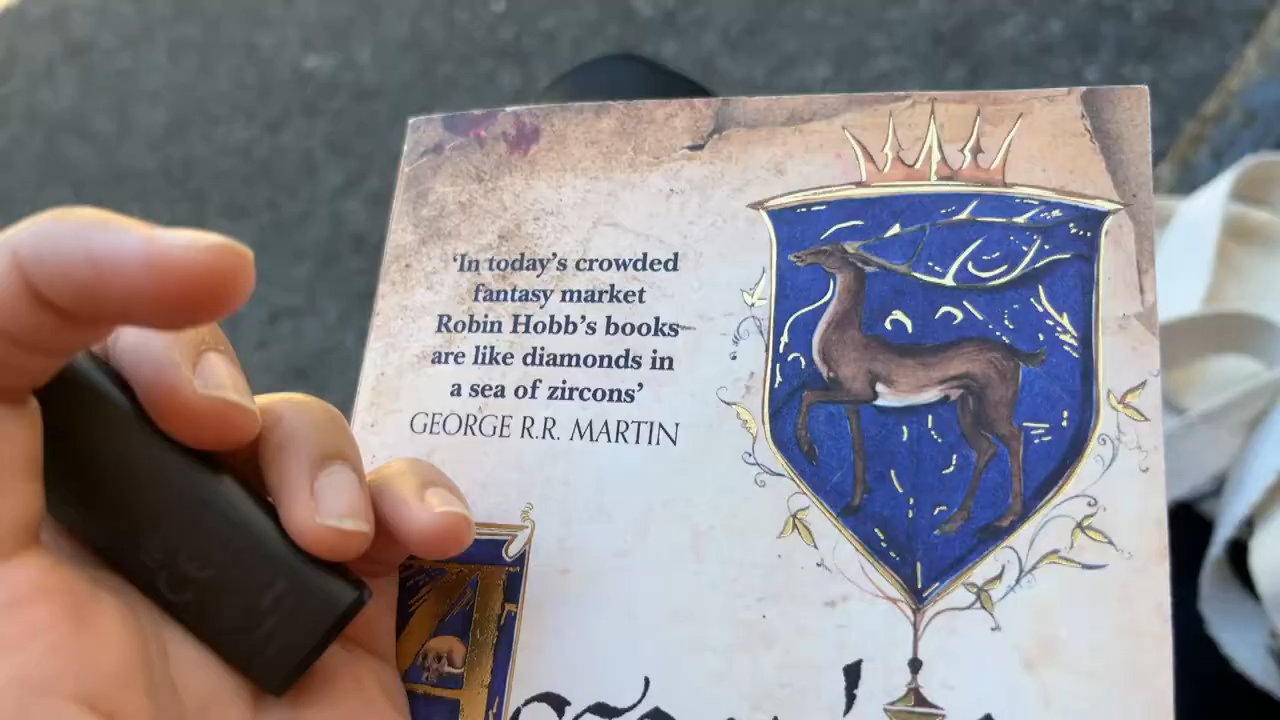 ‘In today’s crowded
fantasy market
Robin Hobb’s books
are like diamonds in
a sea of zircons’
GEORGE R.R. MARTIN